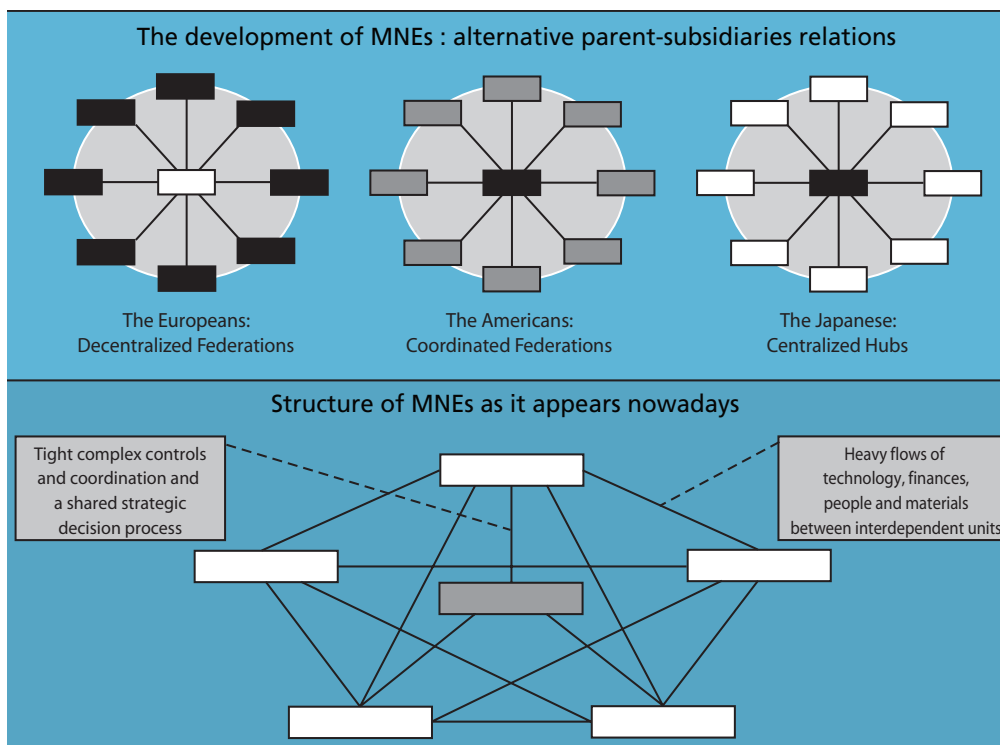 The development of MNEs : alternative parent-subsidiaries relations
The Europeans:
Decentralized Federations
The Americans:
Coordinated Federations
The Japanese:
Centralized Hubs
Structure of MNEs as it appears nowadays
Tight complex controls
and coordination and
a shared strategic
decision process
Heavy flows of
technology, finances,
people and materials
between interdependent units